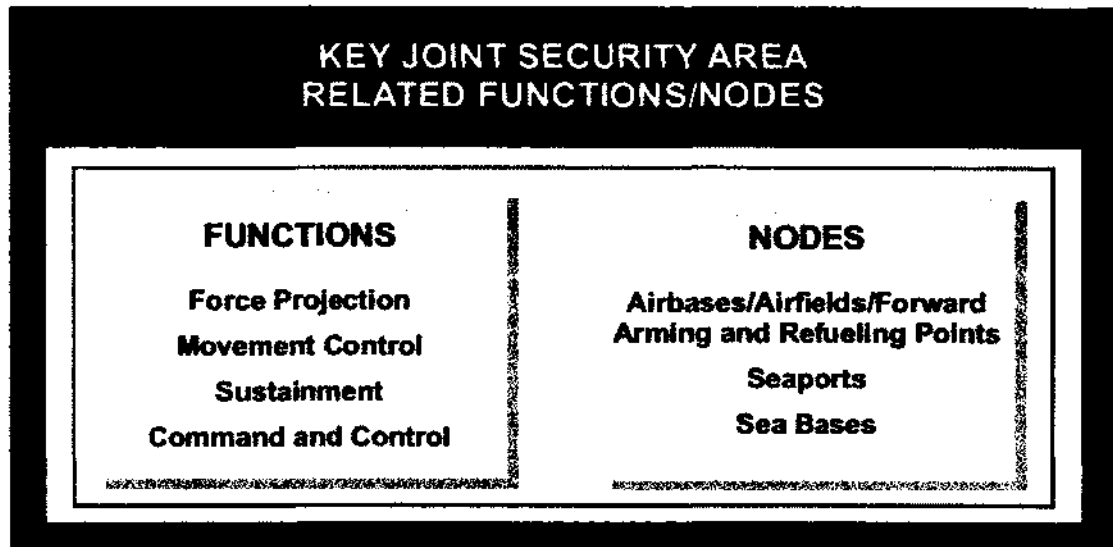 KEY JOINT SECURITY AREA
RELATED FUNCTIONS/NODES
FUNCTIONS
Force Projection
Movement Control
Sustainment
Command and Control
NODES
Airbases/Airfields/Forward
Arming and Refueling Points
Seaports
Sea Bases